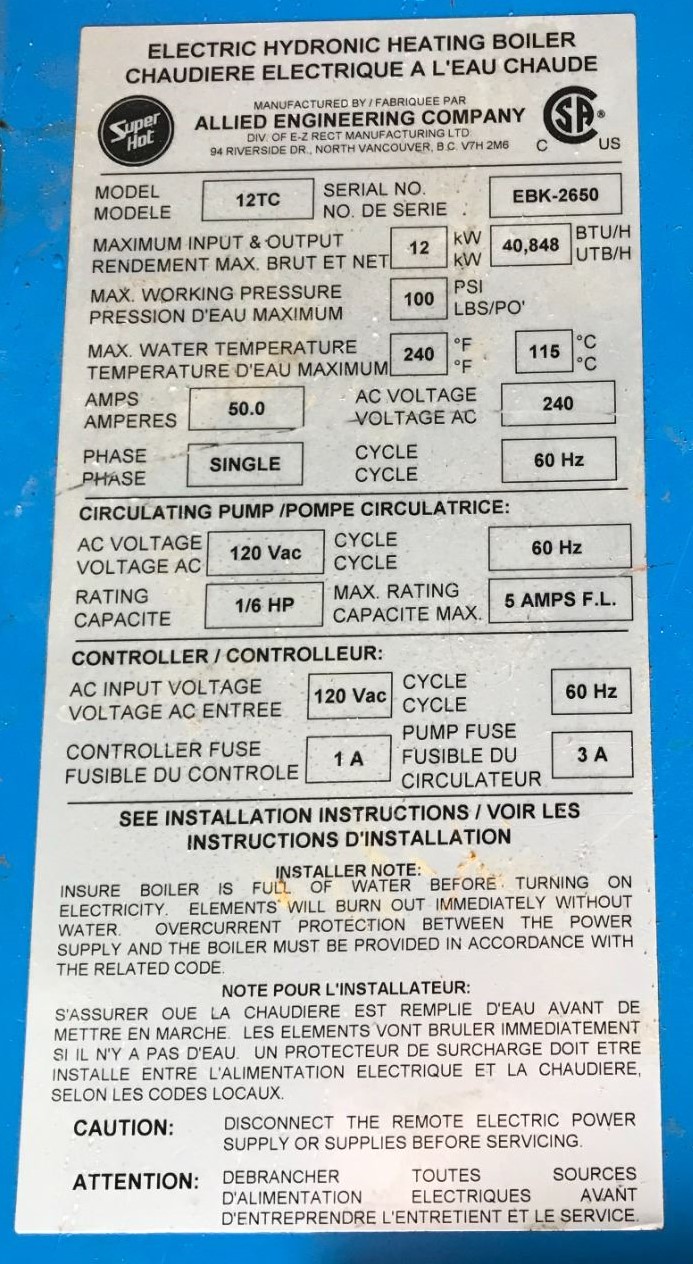 ELECTRIC HYDRONIC HEATING BOILER
CHAUDIERE ELECTRIQUE A L'EAU CHAUDE
Super Hot
MANUFACTURED BY / FABRIQUEE PAR
ALLIED ENGINEERING COMPANY
DIV. OF E-Z RECT MANUFACTURING LTD.
94 RIVERSIDE DR., NORTH VANCOUVER, B.C. V7H 2M6
C SA ® US
MODEL 12TC SERIAL NO. EBK-2650
MODELE NO. DE SERIE
MAXIMUM INPUT & OUTPUT 12 kW 40,848 BTU/H
RENDEMENT MAX. BRUT ET NET kW UTB/H
MAX. WORKING PRESSURE 100 PSI
PRESSION D'EAU MAXIMUM LBS/PO'
MAX. WATER TEMPERATURE 240 °F 115 °C
TEMPERATURE D'EAU MAXIMUM °F °C
AMPS 50.0 AC VOLTAGE 240
AMPERES VOLTAGE AC
PHASE SINGLE CYCLE 60 Hz
PHASE CYCLE
CIRCULATING PUMP /POMPE CIRCULATRICE:
AC VOLTAGE 120 Vac CYCLE 60 Hz
VOLTAGE AC CYCLE
RATING 1/6 HP MAX. RATING 5 AMPS F.L.
CAPACITE CAPACITE MAX.
CONTROLLER / CONTROLLEUR:
AC INPUT VOLTAGE 120 Vac CYCLE 60 Hz
VOLTAGE AC ENTREE CYCLE
CONTROLLER FUSE 1 A PUMP FUSE 3 A
FUSIBLE DU CONTROLE FUSIBLE DU
CIRCULATEUR
SEE INSTALLATION INSTRUCTIONS / VOIR LES
INSTRUCTIONS D'INSTALLATION
INSTALLER NOTE:
INSURE BOILER IS FULL OF WATER BEFORE TURNING ON
ELECTRICITY. ELEMENTS WILL BURN OUT IMMEDIATELY WITHOUT
WATER. OVERCURRENT PROTECTION BETWEEN THE POWER
SUPPLY AND THE BOILER MUST BE PROVIDED IN ACCORDANCE WITH
THE RELATED CODE.
NOTE POUR L'INSTALLATEUR:
S'ASSURER OUE LA CHAUDIERE EST REMPLIE D'EAU AVANT DE
METTRE EN MARCHE. LES ELEMENTS VONT BRULER IMMEDIATEMENT
SI IL N'Y A PAS D'EAU. UN PROTECTEUR DE SURCHARGE DOIT ETRE
INSTALLE ENTRE L'ALIMENTATION ELECTRIQUE ET LA CHAUDIERE,
SELON LES CODES LOCAUX.
CAUTION: DISCONNECT THE REMOTE ELECTRIC POWER
SUPPLY OR SUPPLIES BEFORE SERVICING.
ATTENTION: DEBRANCHER TOUTES SOURCES
D'ALIMENTATION ELECTRIQUES AVANT
D'ENTREPRENDRE L'ENTRETIENT ET LE SERVICE.